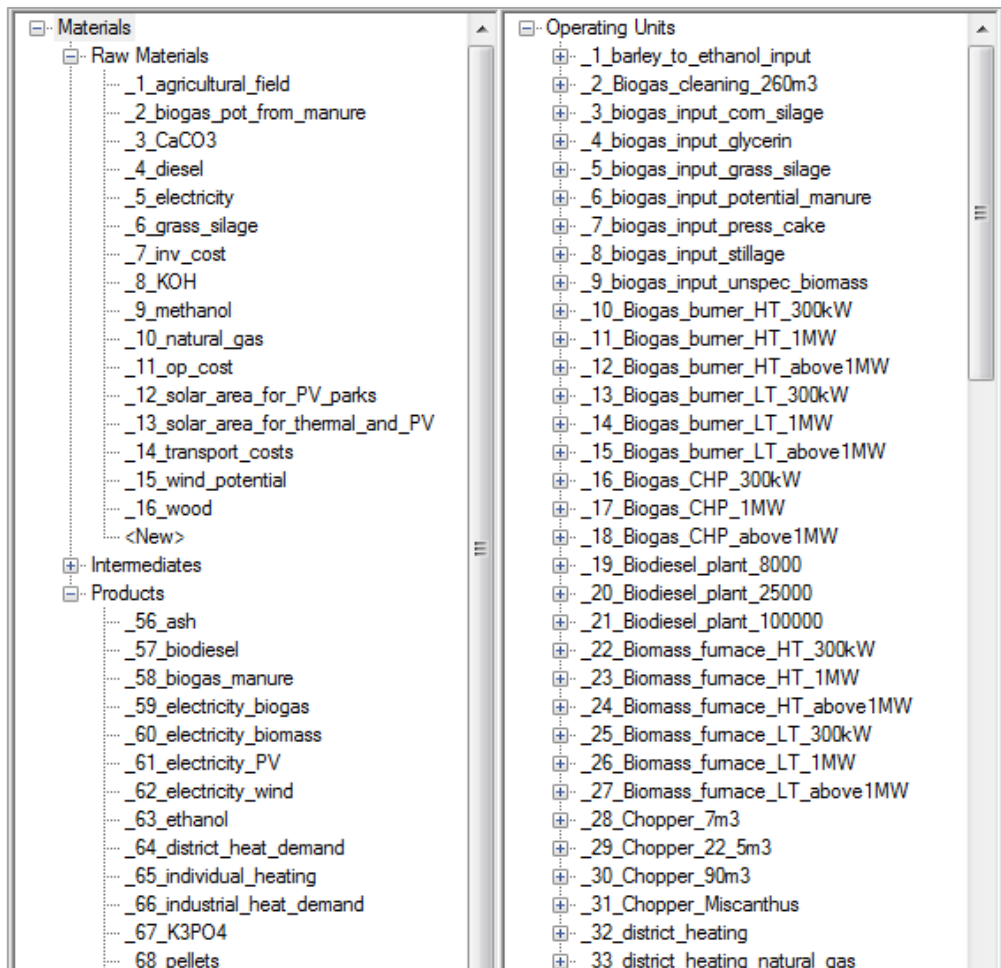 Materials
Raw Materials
_1_agricultural_field
_2_biogas_pot_from_manure
_3_CaCO3
_4_diesel
_5_electricity
_6_grass_silage
_7_inv_cost
_8_KOH
_9_methanol
_10_natural_gas
_11_op_cost
_12_solar_area_for_PV_parks
_13_solar_area_for_thermal_and_PV
_14_transport_costs
_15_wind_potential
_16_wood
<New>
Intermediates
Products
_56_ash
_57_biodiesel
_58_biogas_manure
_59_electricity_biogas
_60_electricity_biomass
_61_electricity_PV
_62_electricity_wind
_63_ethanol
_64_district_heat_demand
_65_individual_heating
_66_industrial_heat_demand
_67_K3PO4
_68_pellets
Operating Units
_1_barley_to_ethanol_input
_2_Biogas_cleaning_260m3
_3_biogas_input_corn_silage
_4_biogas_input_glycerin
_5_biogas_input_grass_silage
_6_biogas_input_potential_manure
_7_biogas_input_press_cake
_8_biogas_input_stillage
_9_biogas_input_unspec_biomass
_10_Biogas_burner_HT_300kW
_11_Biogas_burner_HT_1MW
_12_Biogas_burner_HT_above1MW
_13_Biogas_burner_LT_300kW
_14_Biogas_burner_LT_1MW
_15_Biogas_burner_LT_above1MW
_16_Biogas_CHP_300kW
_17_Biogas_CHP_1MW
_18_Biogas_CHP_above1MW
_19_Biodiesel_plant_8000
_20_Biodiesel_plant_25000
_21_Biodiesel_plant_100000
_22_Biomass_furnace_HT_300kW
_23_Biomass_furnace_HT_1MW
_24_Biomass_furnace_HT_above1MW
_25_Biomass_furnace_LT_300kW
_26_Biomass_furnace_LT_1MW
_27_Biomass_furnace_LT_above1MW
_28_Chopper_7m3
_29_Chopper_22_5m3
_30_Chopper_90m3
_31_Chopper_Miscanthus
_32_district_heating
_33_district_heating_natural_gas